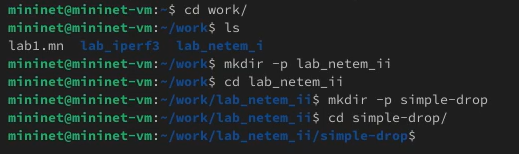 mininet@mininet-vm:~$ cd work/
mininet@mininet-vm:~/work$ ls
lab1.mn  lab_iperf3  lab_netem_i
mininet@mininet-vm:~/work$ mkdir -p lab_netem_ii
mininet@mininet-vm:~/work$ cd lab_netem_ii
mininet@mininet-vm:~/work/lab_netem_ii$ mkdir -p simple-drop
mininet@mininet-vm:~/work/lab_netem_ii$ cd simple-drop/
mininet@mininet-vm:~/work/lab_netem_ii/simple-drop$